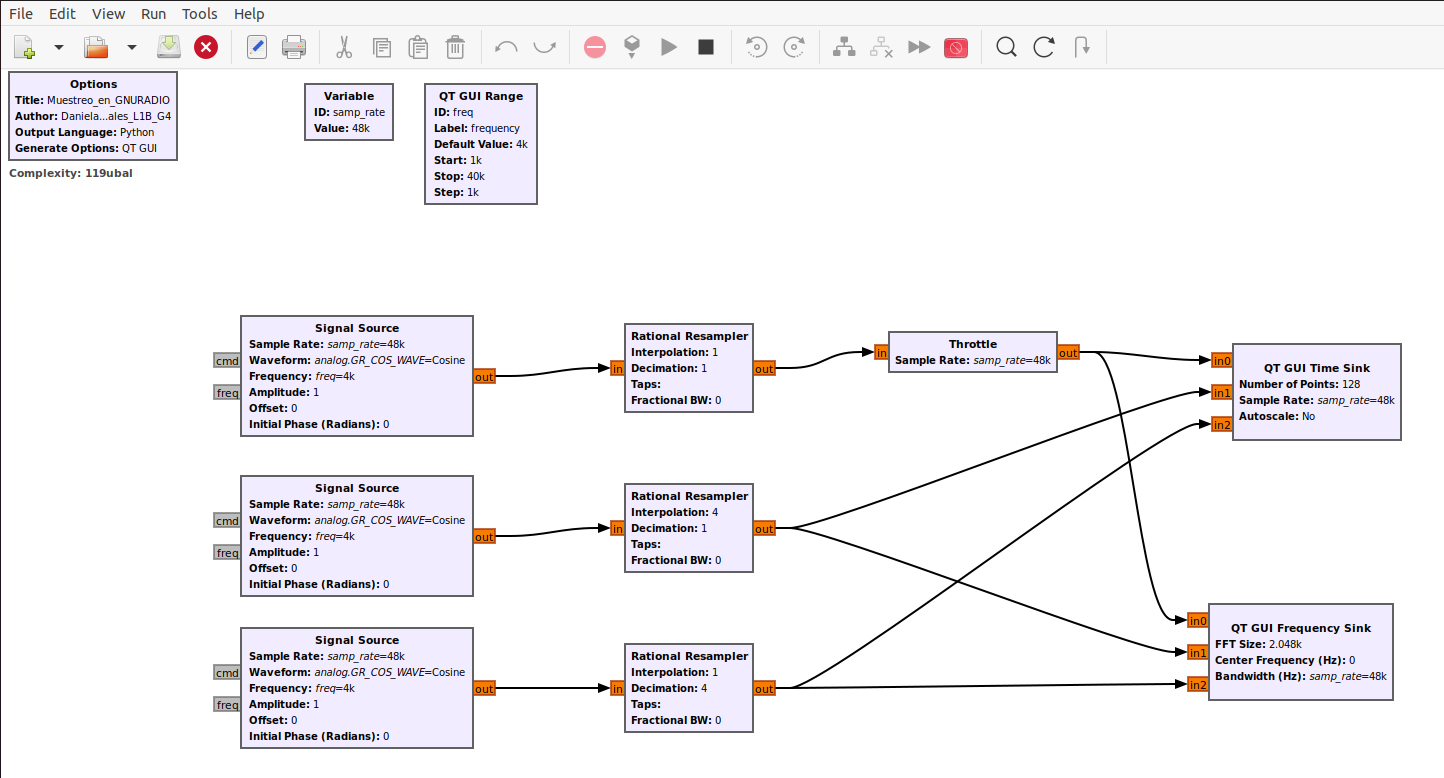 File Edit View Run Tools Help
Options
Title: Muestreo_en_GNURADIO
Author: Daniela...ales_L1B_G4
Output Language: Python
Generate Options: QT GUI
Complexity: 119ubal
Variable
ID: samp_rate
Value: 48k
QT GUI Range
ID: freq
Label: frequency
Default Value: 4k
Start: 1k
Stop: 40k
Step: 1k
cmd
freq
Signal Source
Sample Rate: samp_rate=48k
Waveform: analog.GR_COS_WAVE=Cosine
Frequency: freq=4k
Amplitude: 1
Offset: 0
Initial Phase (Radians): 0
out
in
Rational Resampler
Interpolation: 1
Decimation: 1
Taps:
Fractional BW: 0
out
in
Throttle
Sample Rate: samp_rate=48k
out
in0
in1
in2
QT GUI Time Sink
Number of Points: 128
Sample Rate: samp_rate=48k
Autoscale: No
cmd
freq
Signal Source
Sample Rate: samp_rate=48k
Waveform: analog.GR_COS_WAVE=Cosine
Frequency: freq=4k
Amplitude: 1
Offset: 0
Initial Phase (Radians): 0
out
in
Rational Resampler
Interpolation: 4
Decimation: 1
Taps:
Fractional BW: 0
out
cmd
freq
Signal Source
Sample Rate: samp_rate=48k
Waveform: analog.GR_COS_WAVE=Cosine
Frequency: freq=4k
Amplitude: 1
Offset: 0
Initial Phase (Radians): 0
out
in
Rational Resampler
Interpolation: 1
Decimation: 4
Taps:
Fractional BW: 0
out
in0
in1
in2
QT GUI Frequency Sink
FFT Size: 2.048k
Center Frequency (Hz): 0
Bandwidth (Hz): samp_rate=48k